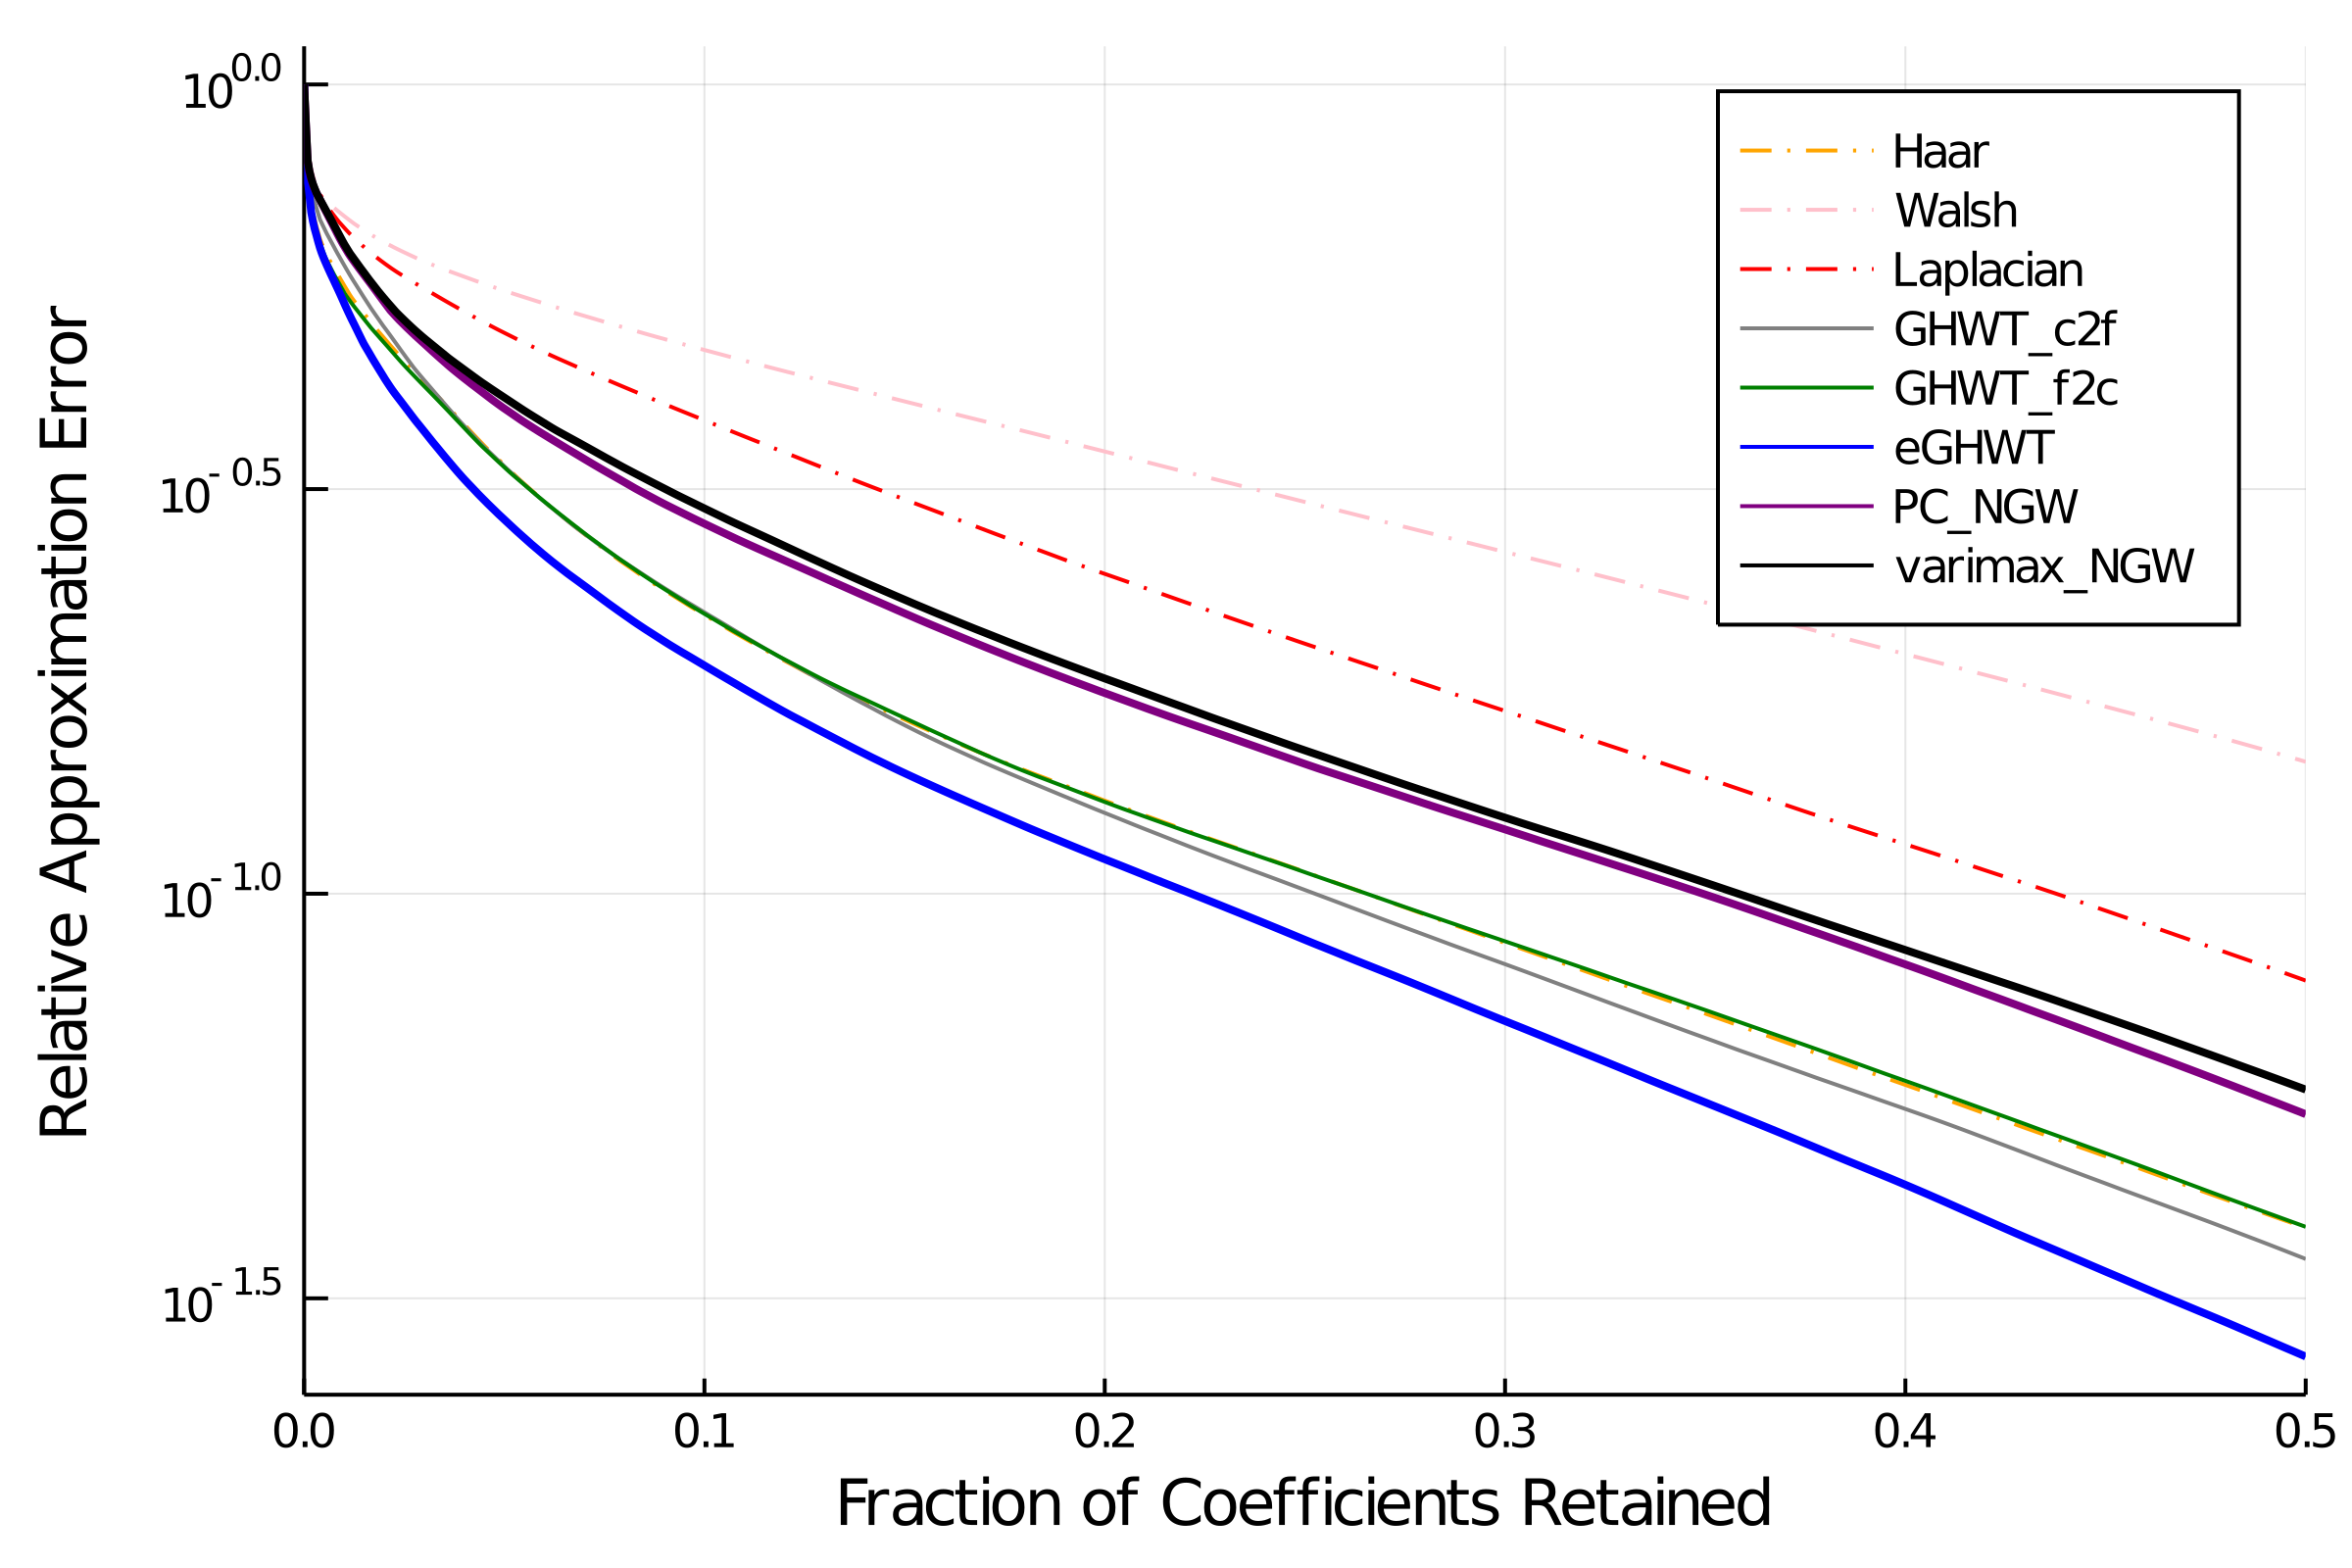 Relative Approximation Error
10^0.0
10^- 0.5
10^- 1.0
10^- 1.5
Haar
Walsh
Laplacian
GHWT_c2f
GHWT_f2c
eGHWT
PC_NGW
varimax_NGW
0.0 0.1 0.2 0.3 0.4 0.5
Fraction of Coefficients Retained